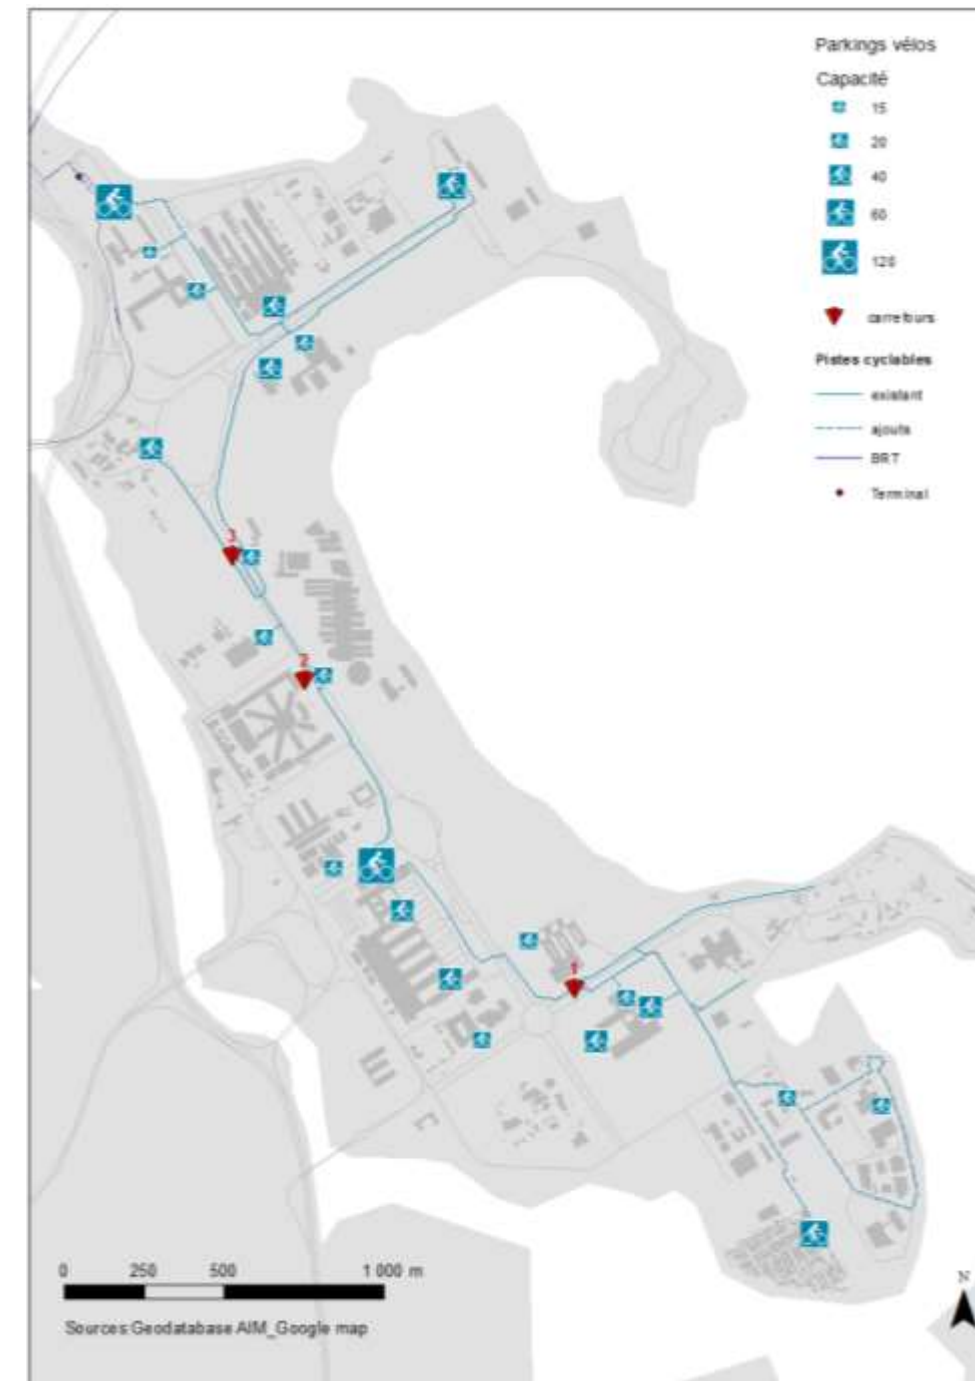 Parkings vélos
Capacité
15
20
40
60
120
carrefours
Pistes cyclables
existant
ajouts
BRT
Terminal
3
2
1
0 250 500 1 000 m
Sources:Geodatabase AIM_Google map
N